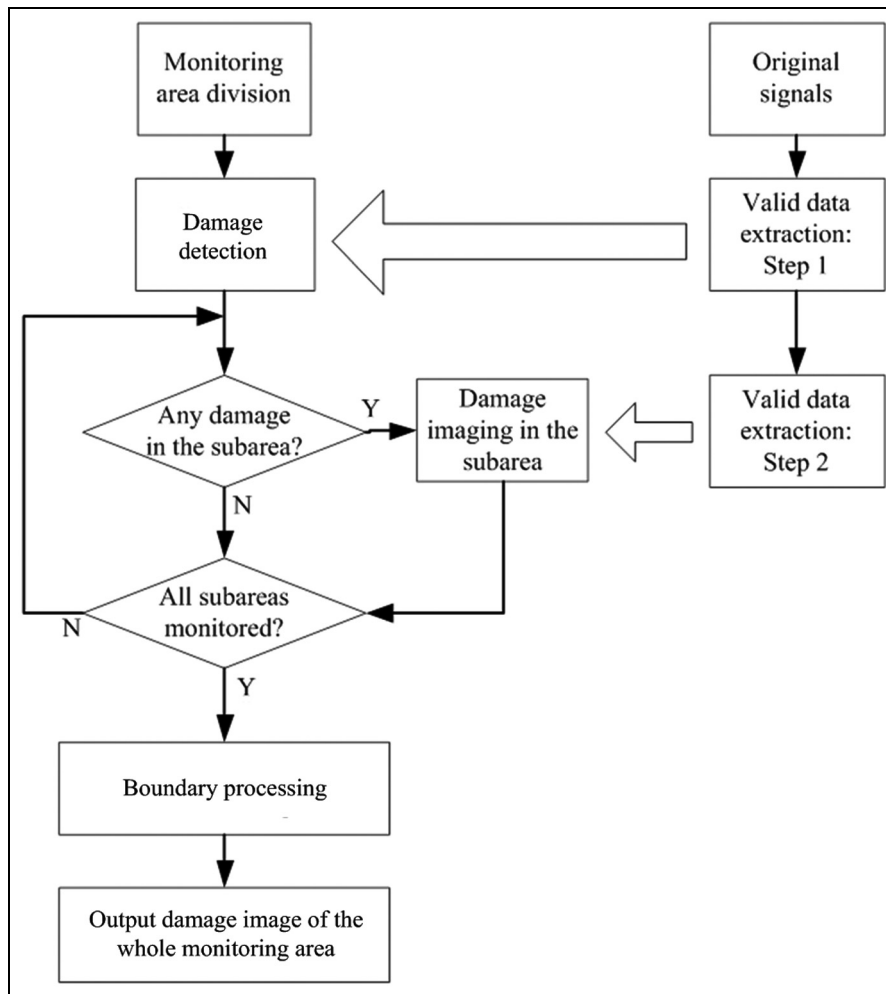 Monitoring
area division
Original
signals
Damage
detection
Valid data
extraction:
Step 1
Any damage
in the subarea?
Y
N
Damage
imaging in the
subarea
Valid data
extraction:
Step 2
All subareas
monitored?
N
Y
Boundary processing
Output damage image of the
whole monitoring area